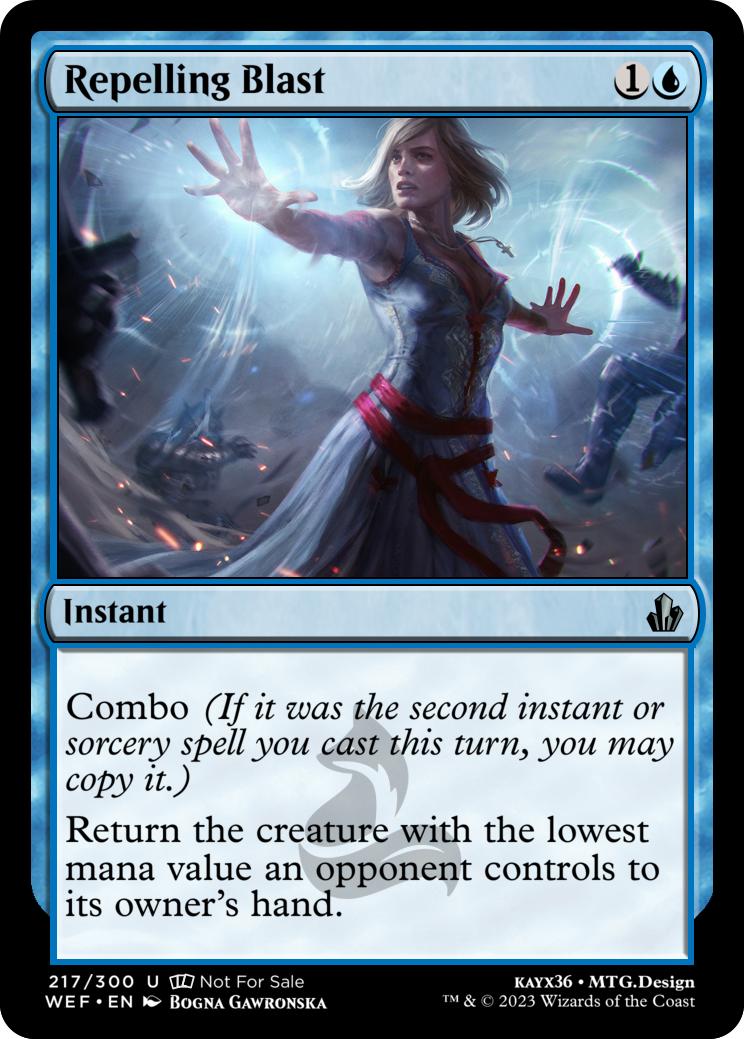 Repelling Blast 1
Instant
Combo (If it was the second instant or
sorcery spell you cast this turn, you may
copy it.)
Return the creature with the lowest
mana value an opponent controls to
its owner's hand.
217/300 U Not For Sale
WEF • EN Bogna Gawronska
kayx36 • MTG.Design
™ & © 2023 Wizards of the Coast